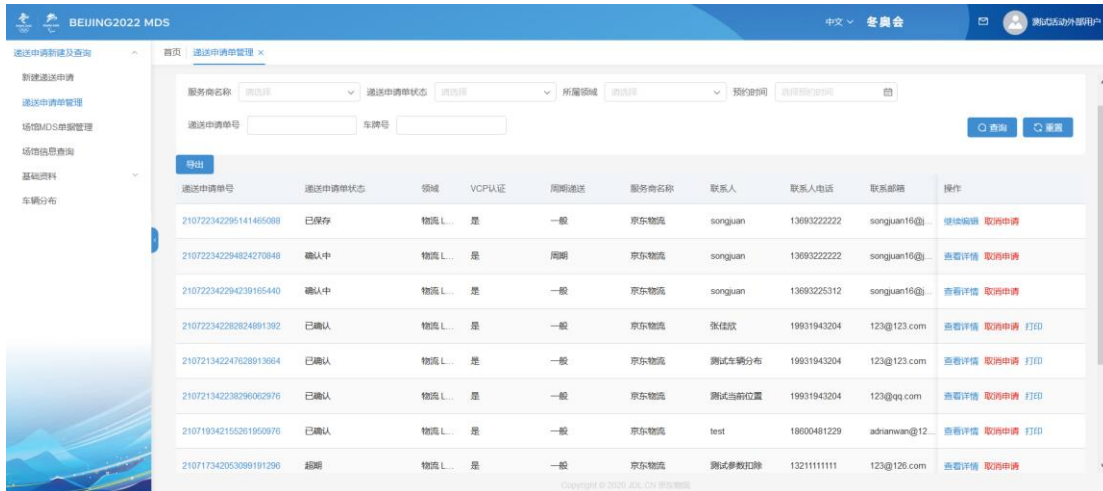 BEIJING2022 MDS 中文 冬奥会 测试活动外部用户
递送申请新建及查询
新建递送申请
递送申请单管理
场馆MDS单据管理
场馆信息查询
基础资料
车辆分布
首页 递送申请单管理 ×
服务商名称 请选择 递送申请单状态 请选择 所属领域 请选择 预约时间 选择预约时间
递送申请单号 车牌号 查询 重置
导出
递送申请单号 递送申请单状态 领域 VCP认证 周期递送 服务商名称 联系人 联系人电话 联系邮箱 操作
210722342295141465088 已保存 物流 L... 是 一般 京东物流 songjuan 13693222222 songjuan16@j... 继续编辑 取消申请
210722342294824270848 确认中 物流 L... 是 周期 京东物流 songjuan 13693222222 songjuan16@j... 查看详情 取消申请
210722342294239165440 确认中 物流 L... 是 一般 京东物流 songjuan 13693225312 songjuan16@j... 查看详情 取消申请
210722342282824891392 已确认 物流 L... 是 一般 京东物流 张佳欣 19931943204 123@123.com 查看详情 取消申请 打印
210721342247628913664 已确认 物流 L... 是 一般 京东物流 测试车辆分布 19931943204 123@123.com 查看详情 取消申请 打印
210721342238296062976 已确认 物流 L... 是 一般 京东物流 测试当前位置 19931943204 123@qq.com 查看详情 取消申请 打印
210719342155261950976 已确认 物流 L... 是 一般 京东物流 test 18600481229 adrianwan@12... 查看详情 取消申请 打印
210717342053099191296 超期 物流 L... 是 一般 京东物流 测试参数扣除 13211111111 123@126.com 查看详情 取消申请
Copyright © 2020 JDL.CN 京东物流